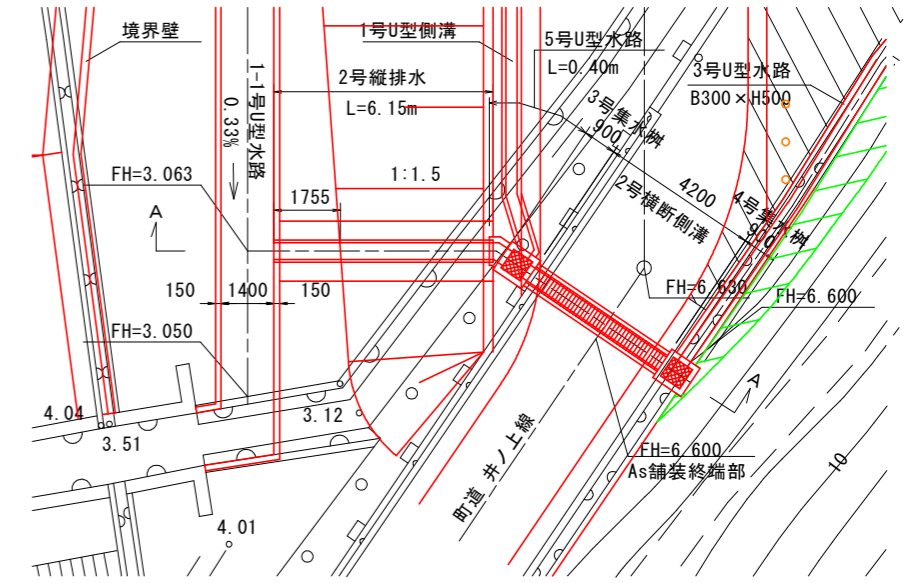 境界壁
1号U型側溝
5号U型水路
L=0.40m
2号縦排水
L=6.15m
1-1号U型水路
0.33%
3号U型水路
B300×H500
3号集水桝
900
FH=3.063
1:1.5
1755
4200
2号横断側溝
4号集水桝
900
A
FH=6.630
FH=6.600
150
1400
150
FH=3.050
A
4.04
3.12
3.51
FH=6.600
As舗装終端部
町道 井ノ上線
10
4.01